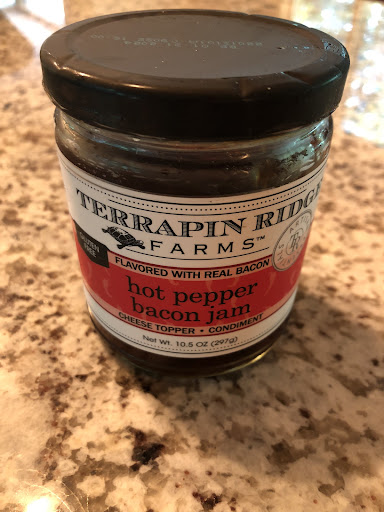 TERRAPIN RIDGE
FARMS™
FLAVORED WITH REAL BACON
hot pepper
bacon jam
CHEESE TOPPER • CONDIMENT
Net Wt. 10.5 OZ (297g)